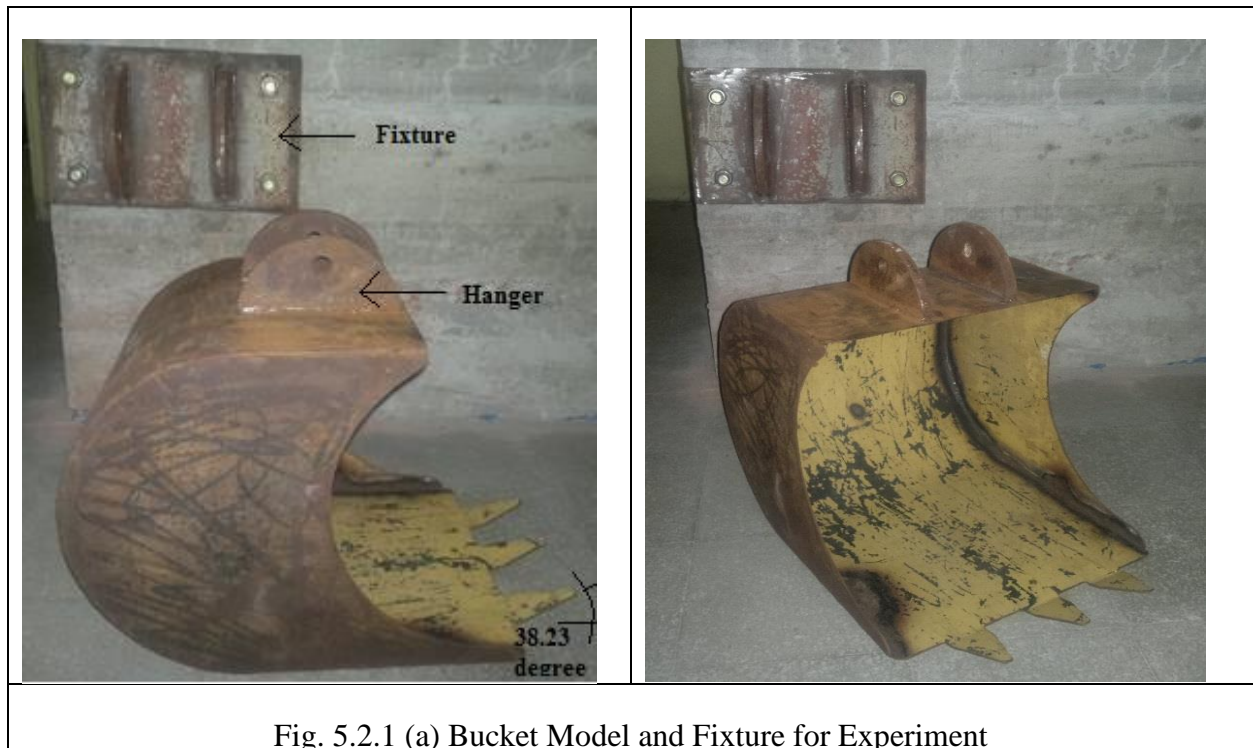 Fixture
Hanger
38.23
degree
Fig. 5.2.1 (a) Bucket Model and Fixture for Experiment